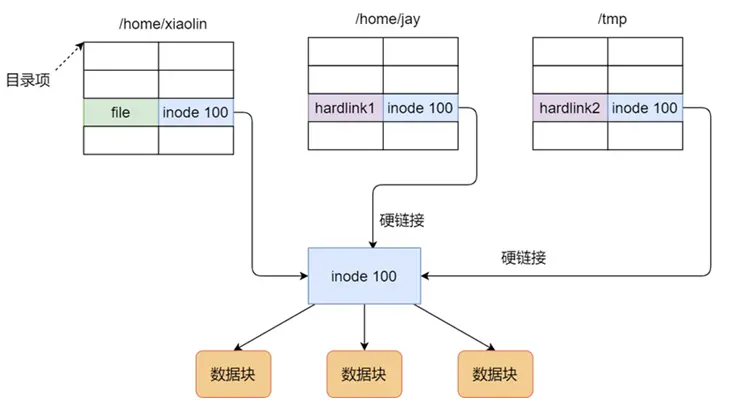 /home/xiaolin
/home/jay
/tmp
目录项
file
inode 100
hardlink1
inode 100
hardlink2
inode 100
硬链接
硬链接
inode 100
数据块
数据块
数据块